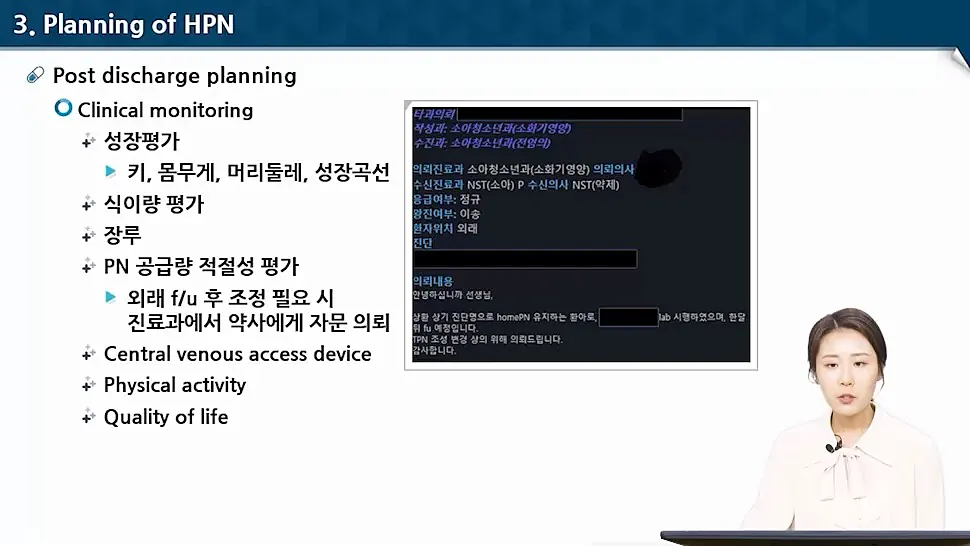 3. Planning of HPN
Post discharge planning
Clinical monitoring
성장평가
키, 몸무게, 머리둘레, 성장곡선
식이량 평가
장루
PN 공급량 적절성 평가
외래 f/u 후 조정 필요 시
진료과에서 약사에게 자문 의뢰
Central venous access device
Physical activity
Quality of life
타과의뢰
작성과: 소아청소년과(소화기영양)
수진과: 소아청소년과(전임의)
의뢰진료과 소아청소년과(소화기영양) 의뢰의사
수신진료과 NST(소아) P 수신의사 NST(약제)
응급여부: 정규
왕진여부: 이송
환자위치 외래
진단
의뢰내용
안녕하십니까 선생님,
상환 상기 진단명으로 homePN 유지하는 환아로, lab 시행하였으며, 한달
뒤 fu 예정입니다.
TPN 조성 변경 상의 위해 의뢰드립니다.
감사합니다.